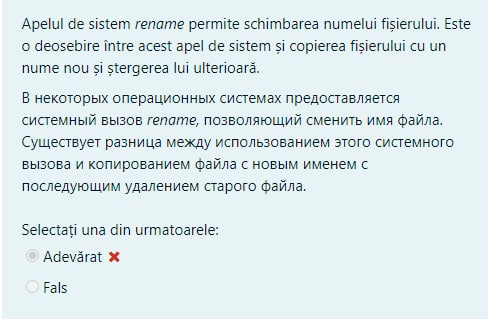 Apelul de sistem rename permite schimbarea numelui fișierului. Este
o deosebire între acest apel de sistem și copierea fișierului cu un
nume nou și ștergerea lui ulterioară.
В некоторых операционных системах предоставляется
системный вызов rename, позволяющий сменить имя файла.
Существует разница между использованием этого системного
вызова и копированием файла с новым именем с
последующим удалением старого файла.
Selectați una din urmatoarele:
Adevărat
Fals